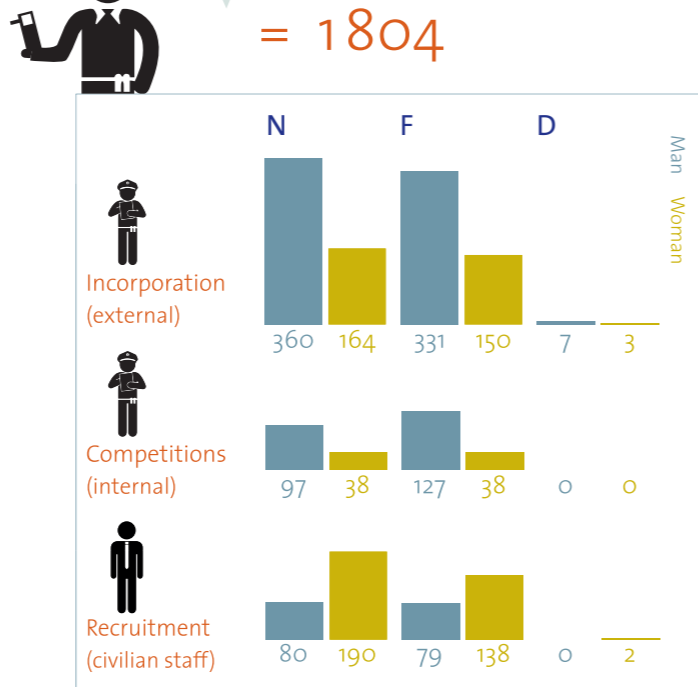 = 1804
N F D
Man Woman
Incorporation
(external)
360 164 331 150 7 3
Competitions
(internal)
97 38 127 38 0 0
Recruitment
(civilian staff)
80 190 79 138 0 2